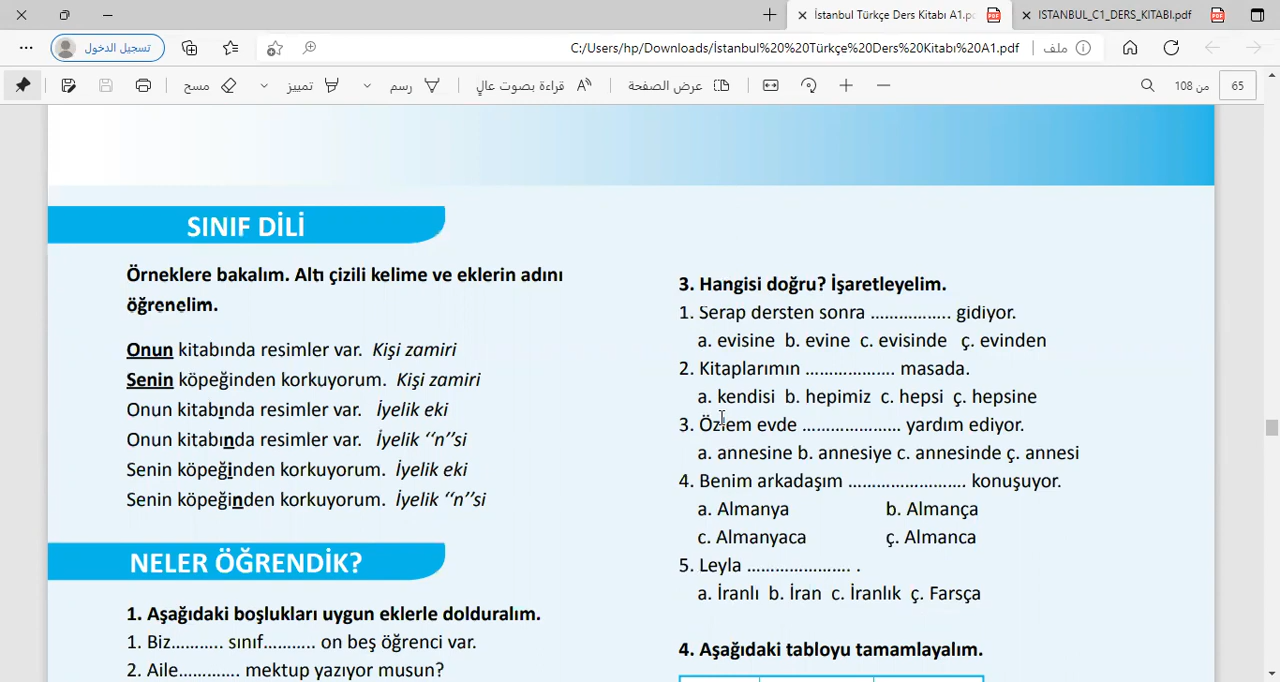 İstanbul Türkçe Ders Kitabı A1.pc
ISTANBUL_C1_DERS_KITABI.pdf
تسجيل الدخول
C:/Users/hp/Downloads/İstanbul%20%20Türkçe%20Ders%20Kitabı%20A1.pdf
ملف
مسح
تمييز
رسم
قراءة بصوت عالٍ
عرض الصفحة
من 108
65
SINIF DİLİ
Örneklere bakalım. Altı çizili kelime ve eklerin adını
öğrenelim.
Onun kitabında resimler var. Kişi zamiri
Senin köpeğinden korkuyorum. Kişi zamiri
Onun kitabında resimler var. İyelik eki
Onun kitabında resimler var. İyelik ‘‘n’’si
Senin köpeğinden korkuyorum. İyelik eki
Senin köpeğinden korkuyorum. İyelik ‘‘n’’si
NELER ÖĞRENDİK?
1. Aşağıdaki boşlukları uygun eklerle dolduralım.
1. Biz……….. sınıf……….. on beş öğrenci var.
2. Aile…………. mektup yazıyor musun?
3. Hangisi doğru? İşaretleyelim.
1. Serap dersten sonra …………….. gidiyor.
a. evisine b. evine c. evisinde ç. evinden
2. Kitaplarımın ………………. masada.
a. kendisi b. hepimiz c. hepsi ç. hepsine
3. Özlem evde ………………… yardım ediyor.
a. annesine b. annesiye c. annesinde ç. annesi
4. Benim arkadaşım ……………………. konuşuyor.
a. Almanya b. Almança
c. Almanyaca ç. Almanca
5. Leyla …………………. .
a. İranlı b. İran c. İranlık ç. Farsça
4. Aşağıdaki tabloyu tamamlayalım.